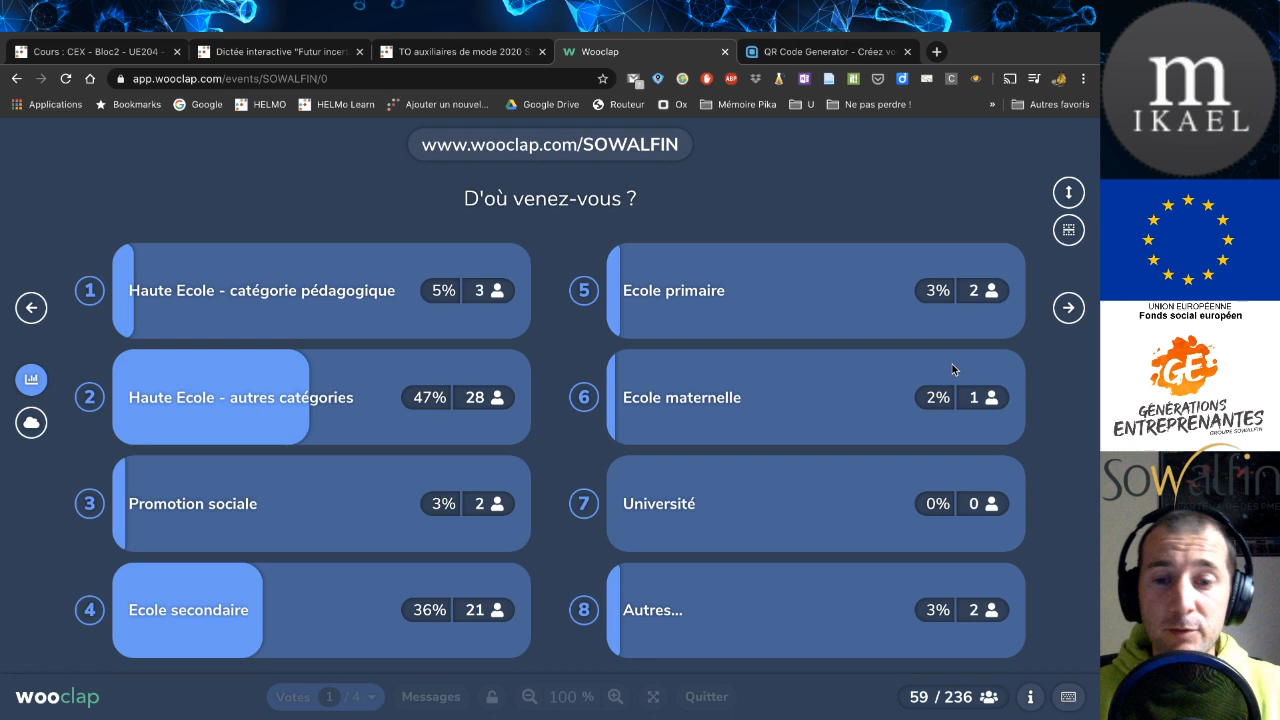 Cours : CEX - Bloc2 - UE204 -
Dictée interactive "Futur incert
TO auxiliaires de mode 2020 S
Wooclap
QR Code Generator - Créez vo
app.wooclap.com/events/SOWALFIN/0
Applications
Bookmarks
Google
HELMO
HELMo Learn
Ajouter un nouvel...
Google Drive
Routeur
Ox
Mémoire Pika
U
Ne pas perdre !
»
Autres favoris
www.wooclap.com/SOWALFIN
D'où venez-vous ?
1 Haute Ecole - catégorie pédagogique 5% 3
2 Haute Ecole - autres catégories 47% 28
3 Promotion sociale 3% 2
4 Ecole secondaire 36% 21
5 Ecole primaire 3% 2
6 Ecole maternelle 2% 1
7 Université 0% 0
8 Autres... 3% 2
wooclap
Votes 1 / 4
Messages
100 %
Quitter
59 / 236
m
IKAEL
UNION EUROPÉENNE
Fonds social européen
GE
GÉNÉRATIONS
ENTREPRENANTES
GROUPE SOWALFIN
Sowalfin